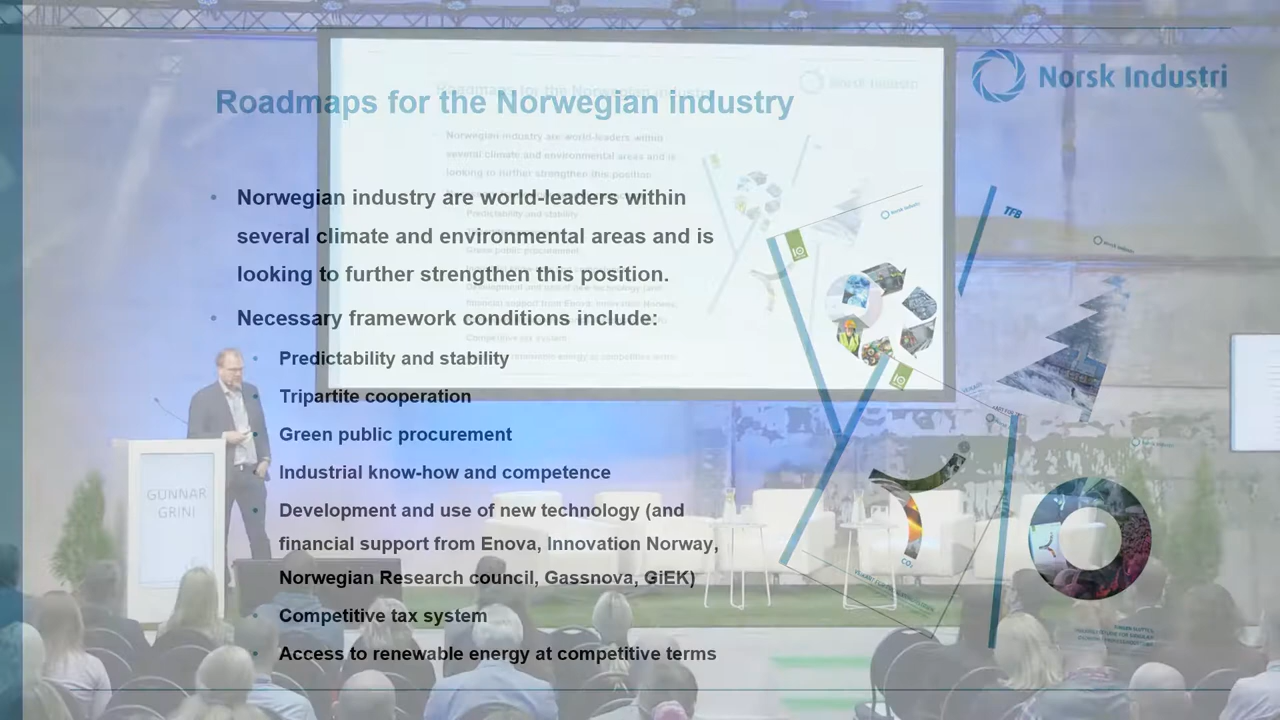 Norsk Industri
Roadmaps for the Norwegian industry
Norwegian industry are world-leaders within
several climate and environmental areas and is
looking to further strengthen this position.
Necessary framework conditions include:
Predictability and stability
Tripartite cooperation
Green public procurement
Industrial know-how and competence
Development and use of new technology (and
financial support from Enova, Innovation Norway,
Norwegian Research council, Gassnova, GiEK)
Competitive tax system
Access to renewable energy at competitive terms
GUNNAR
GRINI
TFB
CO₂